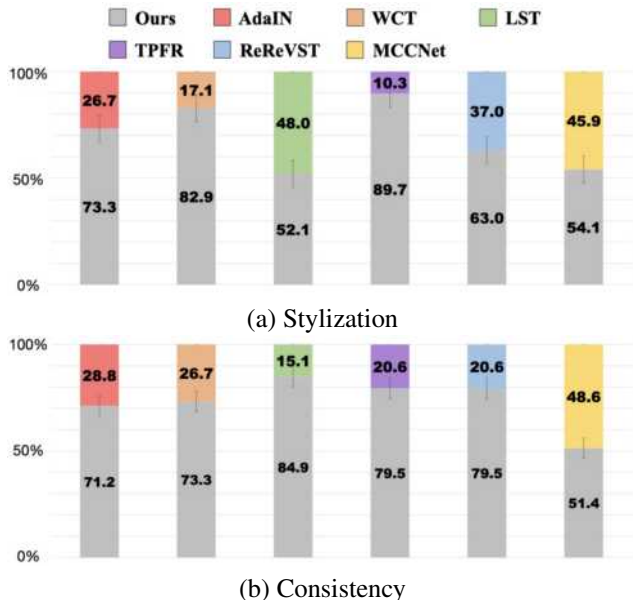 Ours AdaIN WCT LST
TPFR ReReVST MCCNet
100%
26.7 17.1 48.0 10.3 37.0 45.9
50%
73.3 82.9 52.1 89.7 63.0 54.1
0%
(a) Stylization
100%
28.8 26.7 15.1 20.6 20.6 48.6
50%
71.2 73.3 84.9 79.5 79.5 51.4
0%
(b) Consistency